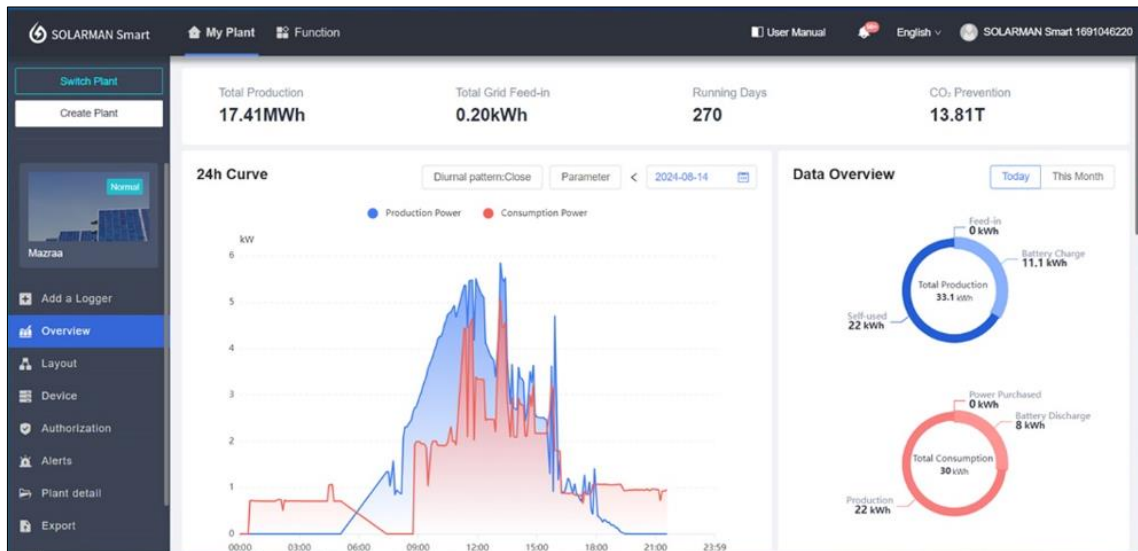 SOLARMAN Smart
My Plant
Function
User Manual
99+
English
SOLARMAN Smart 1691046220
Switch Plant
Create Plant
Normal
Mazraa
Add a Logger
Overview
Layout
Device
Authorization
Alerts
Plant detail
Export
Total Production
17.41MWh
Total Grid Feed-in
0.20kWh
Running Days
270
CO₂ Prevention
13.81T
24h Curve
Diurnal pattern:Close
Parameter
<
2024-08-14
Production Power
Consumption Power
kW
6
5
4
3
2
1
0
00:00 03:00 06:00 09:00 12:00 15:00 18:00 21:00 23:59
Data Overview
Today
This Month
Feed-in
0 kWh
Battery Charge
11.1 kWh
Total Production
33.1 kWh
Self-used
22 kWh
Power Purchased
0 kWh
Battery Discharge
8 kWh
Total Consumption
30 kWh
Production
22 kWh